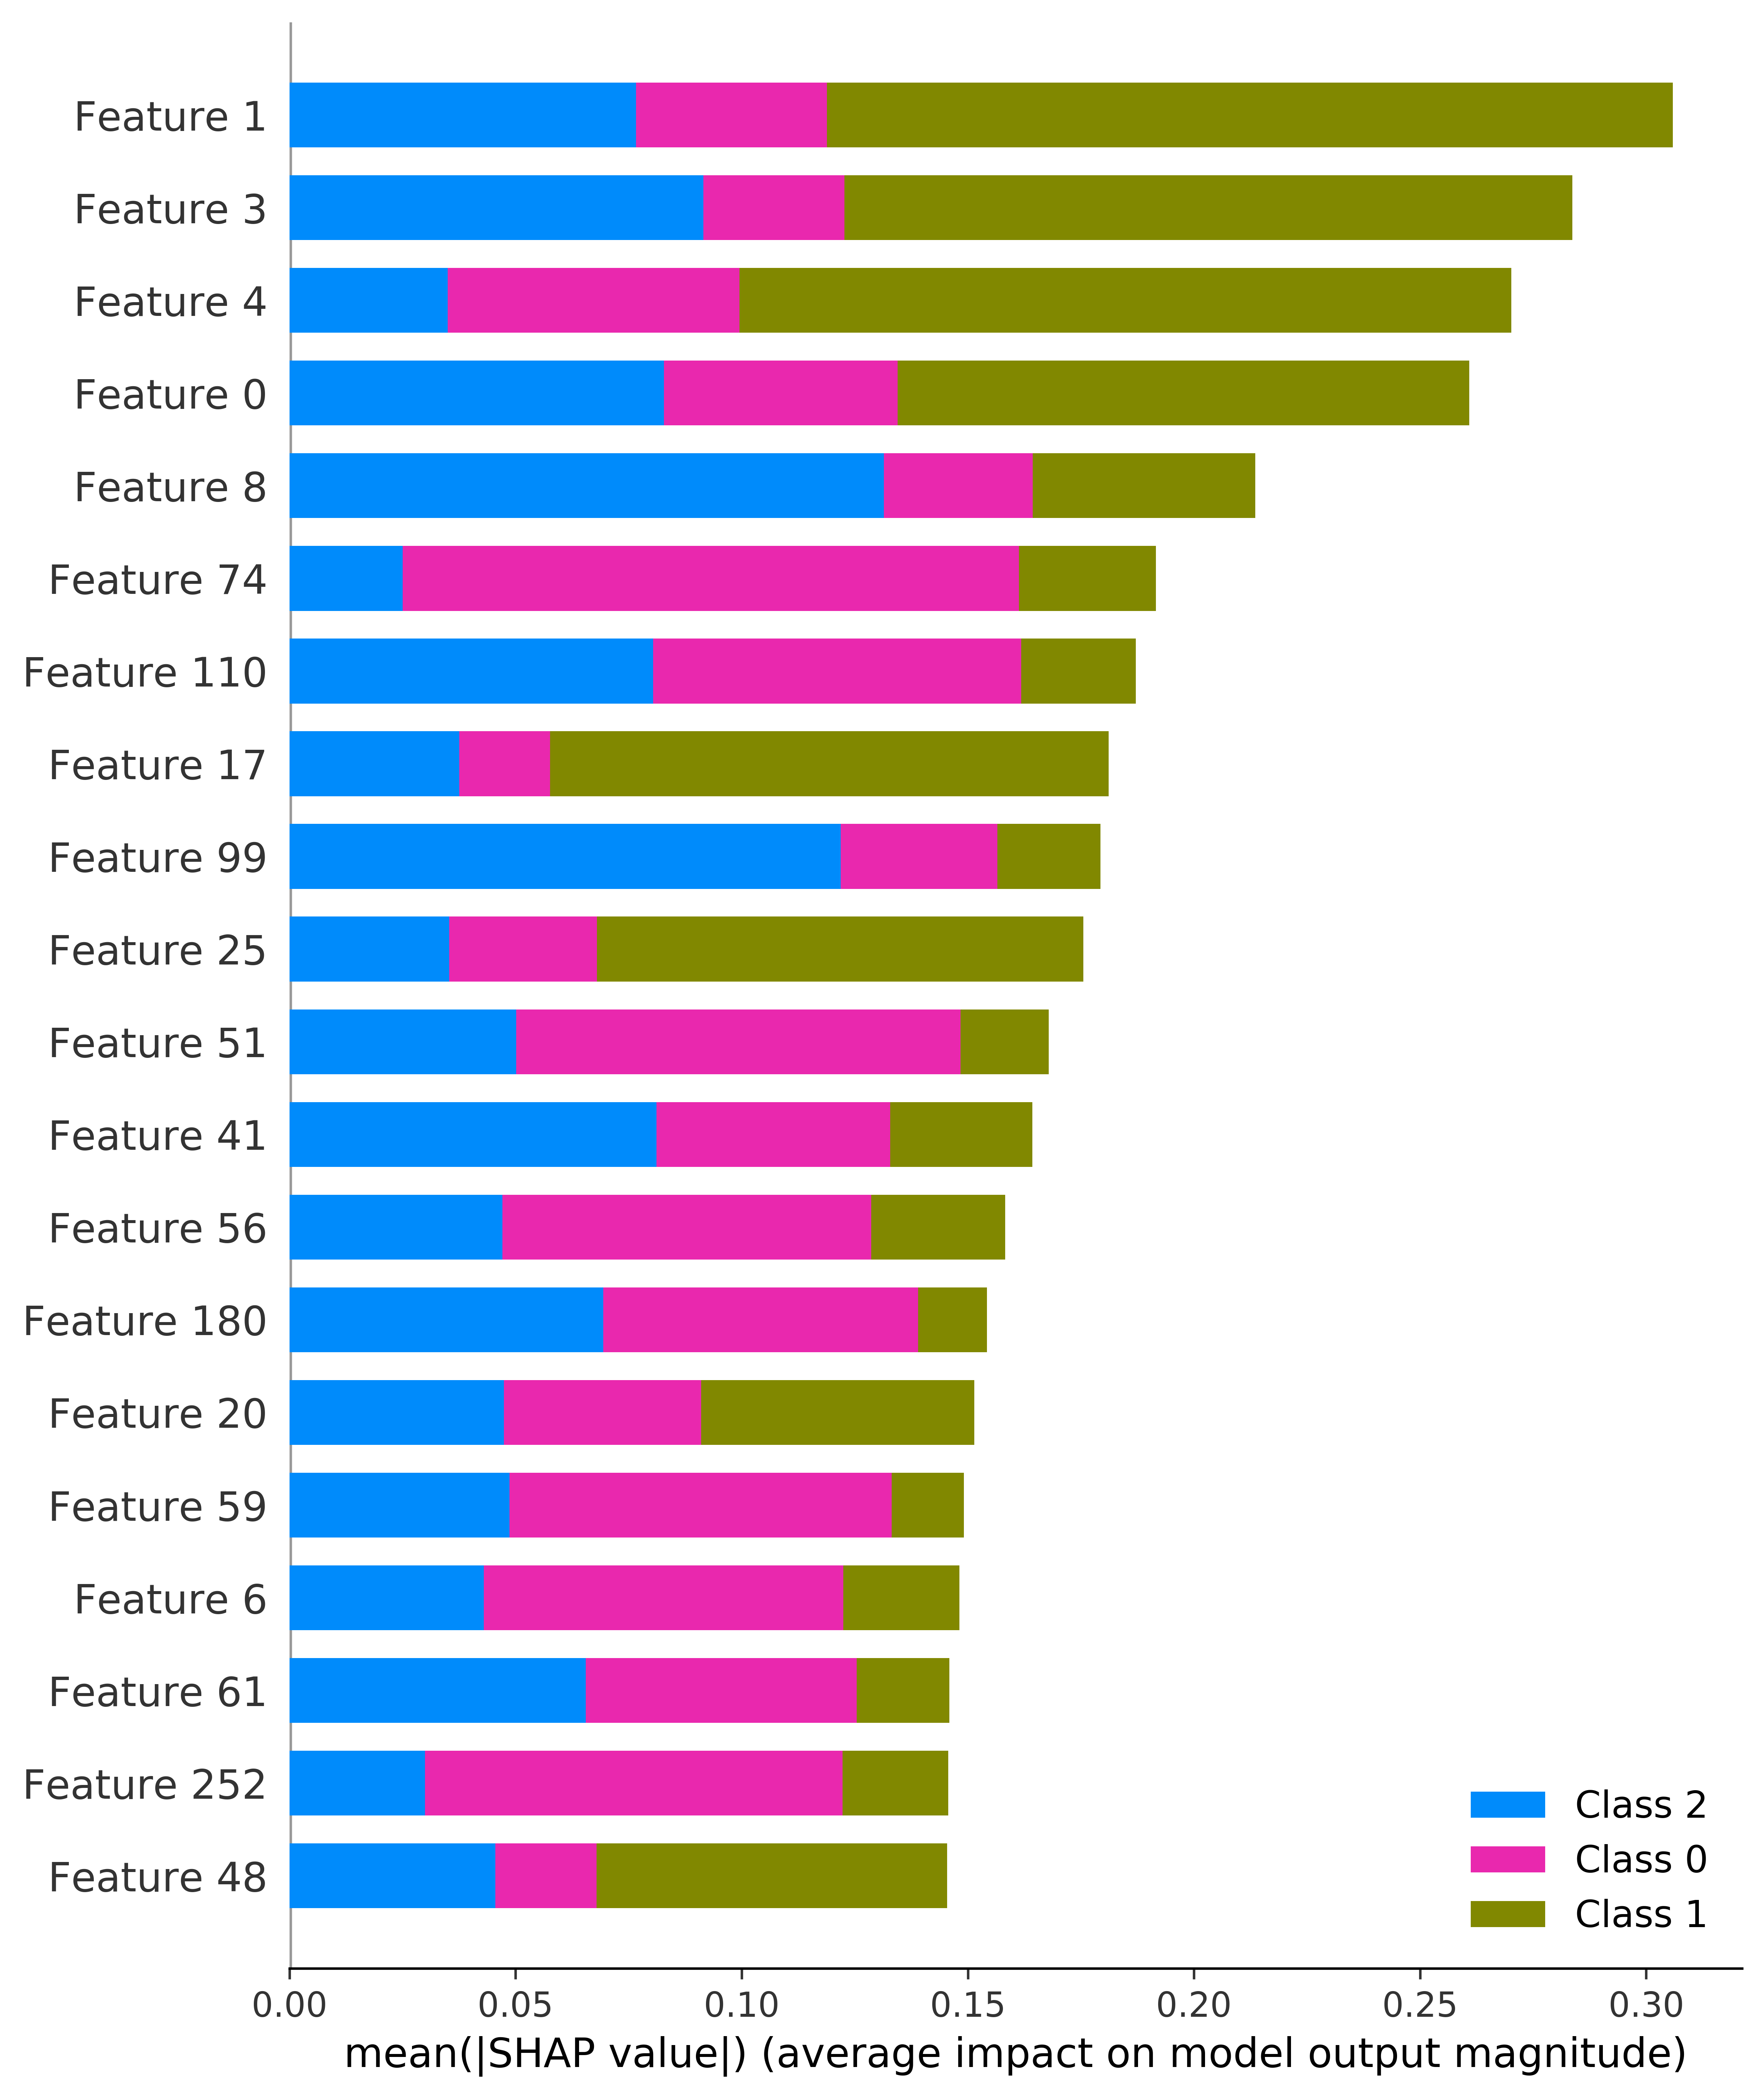 Feature 1
Feature 3
Feature 4
Feature 0
Feature 8
Feature 74
Feature 110
Feature 17
Feature 99
Feature 25
Feature 51
Feature 41
Feature 56
Feature 180
Feature 20
Feature 59
Feature 6
Feature 61
Feature 252
Feature 48
Class 2
Class 0
Class 1
0.00 0.05 0.10 0.15 0.20 0.25 0.30
mean(|SHAP value|) (average impact on model output magnitude)